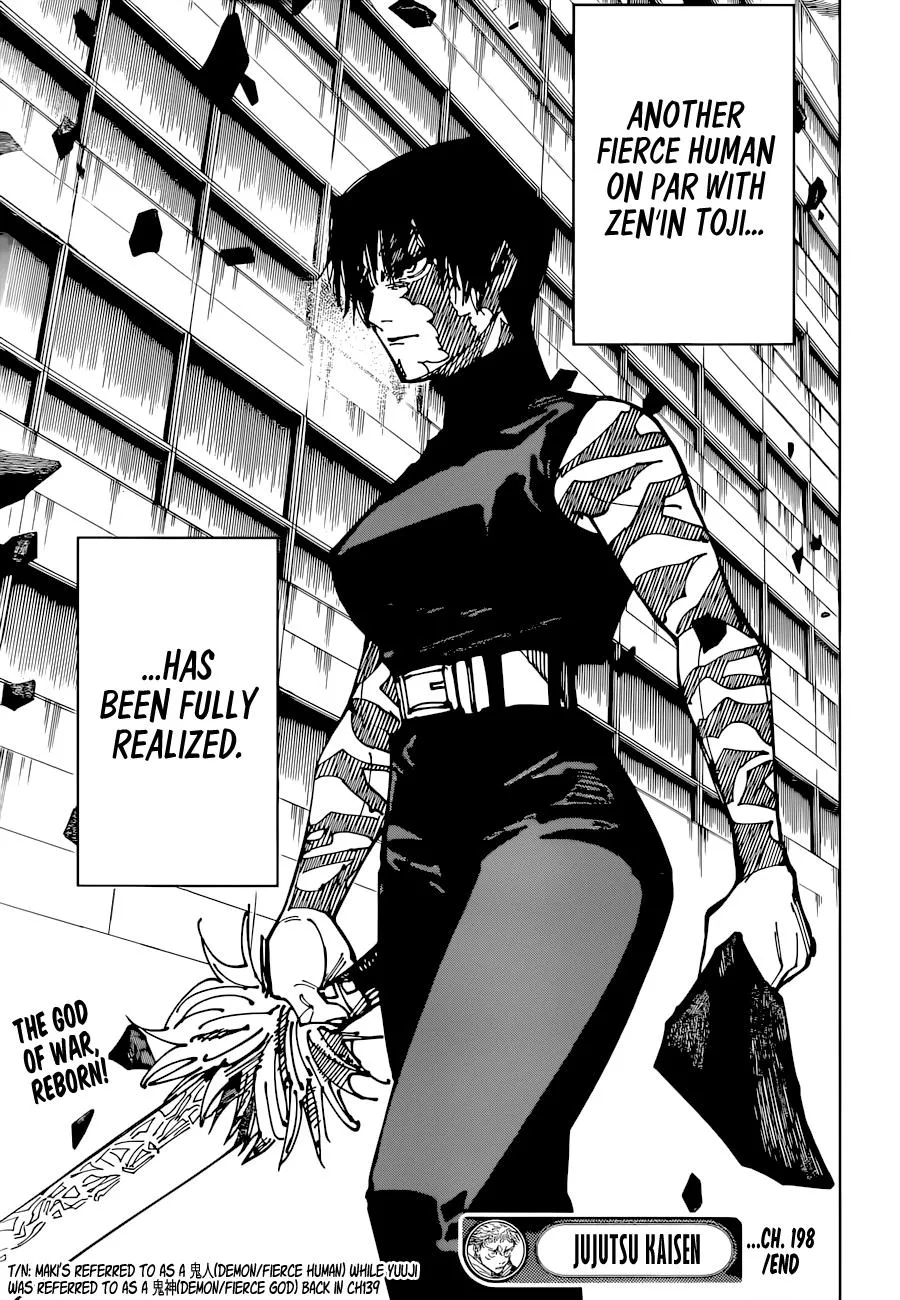 ANOTHER
FIERCE HUMAN
ON PAR WITH
ZEN'IN TOJI...
...HAS
BEEN FULLY
REALIZED.
THE GOD
OF WAR,
REBORN!
JUJUTSU KAISEN
...CH. 198
/END
T/N: MAKI'S REFERRED TO AS A 鬼人(DEMON/FIERCE HUMAN) WHILE YUUJI
WAS REFERRED TO AS A 鬼神(DEMON/FIERCE GOD) BACK IN CH139